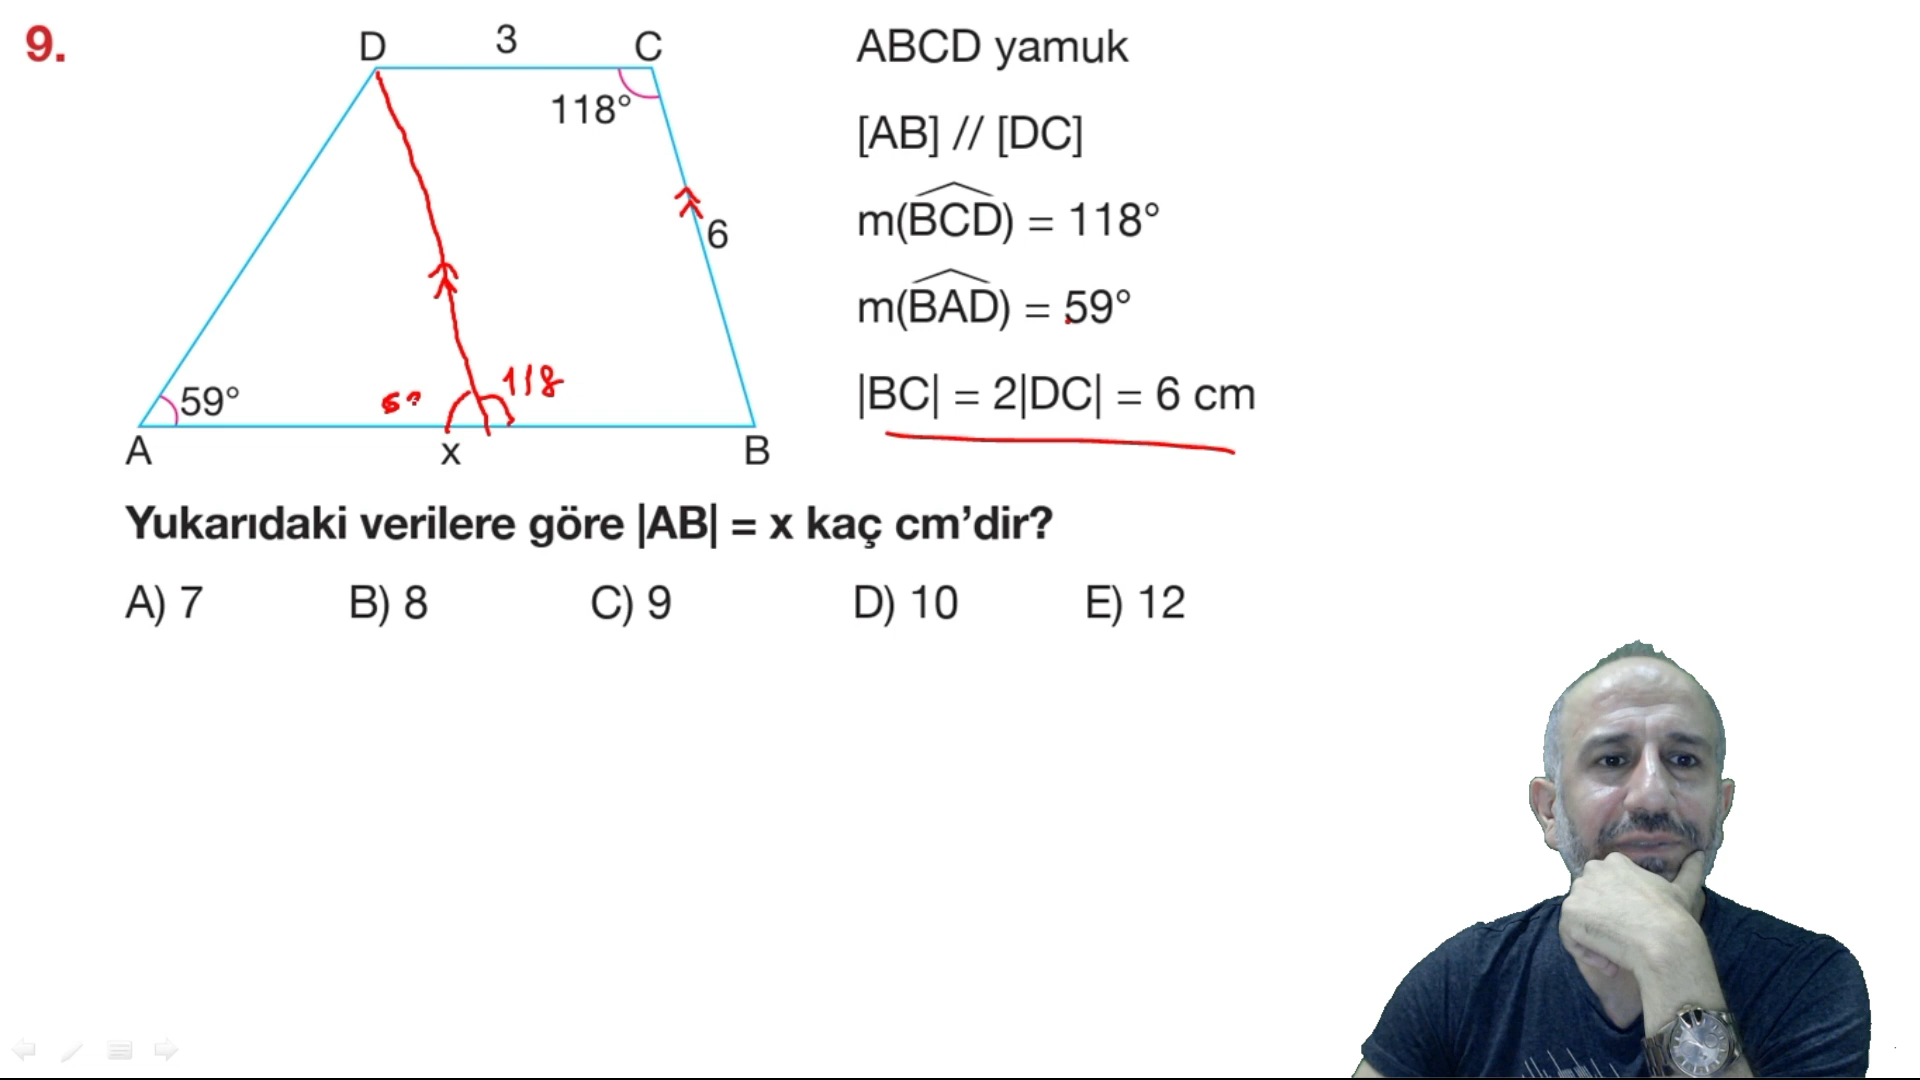 9.
D 3 C
118°
6
59°
118
A x B
ABCD yamuk
[AB] // [DC]
m(BCD) = 118°
m(BAD) = 59°
|BC| = 2|DC| = 6 cm
Yukarıdaki verilere göre |AB| = x kaç cm’dir?
A) 7 B) 8 C) 9 D) 10 E) 12